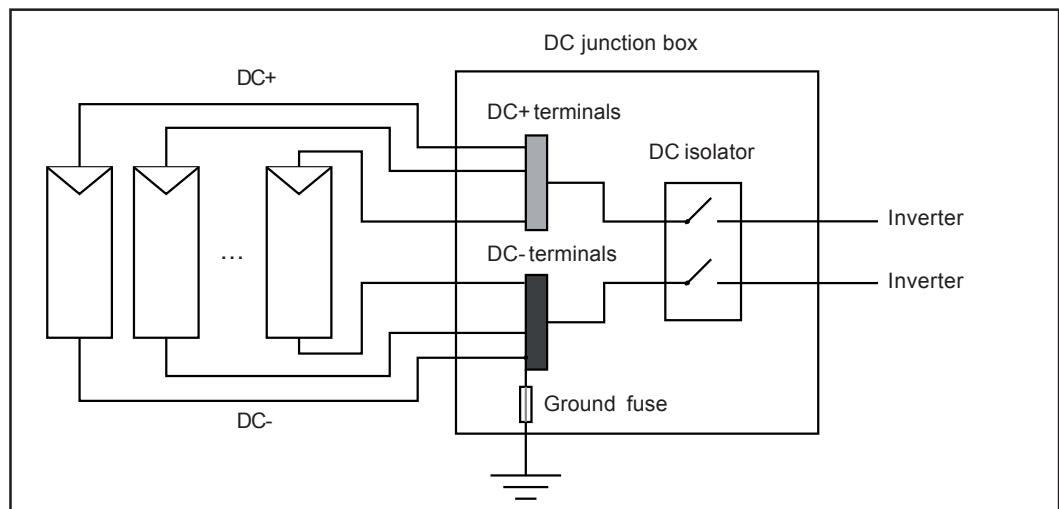 DC junction box
DC+
DC+ terminals
DC isolator
Inverter
...
DC- terminals
Inverter
Ground fuse
DC-